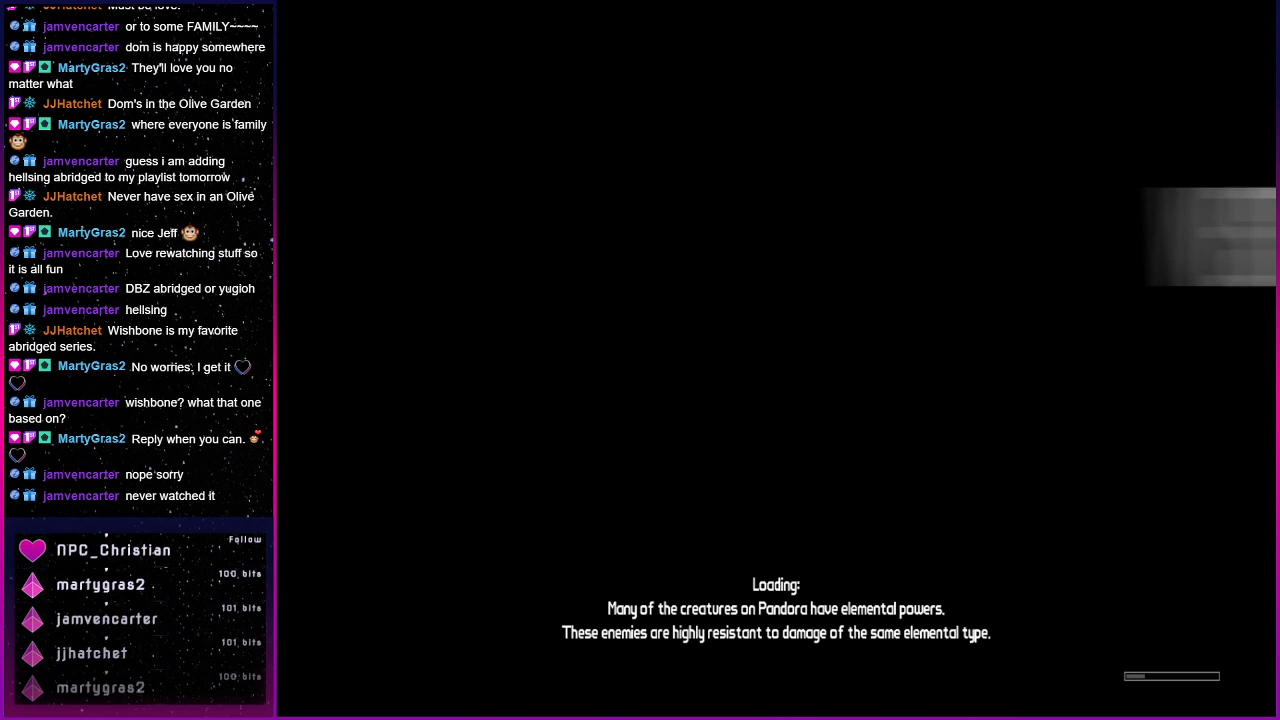 JJHatchet Must be love.
jamvencarter or to some FAMILY~~~~
jamvencarter dom is happy somewhere
MartyGras2 They'll love you no
matter what
JJHatchet Dom's in the Olive Garden
MartyGras2 where everyone is family
jamvencarter guess i am adding
hellsing abridged to my playlist tomorrow
JJHatchet Never have sex in an Olive
Garden.
MartyGras2 nice Jeff
jamvencarter Love rewatching stuff so
it is all fun
jamvencarter DBZ abridged or yugioh
jamvencarter hellsing
JJHatchet Wishbone is my favorite
abridged series.
MartyGras2 No worries, I get it
jamvencarter wishbone? what that one
based on?
MartyGras2 Reply when you can.
jamvencarter nope sorry
jamvencarter never watched it
Follow
NPC_Christian
100 bits
martygras2
101 bits
jamvencarter
101 bits
jjhatchet
100 bits
martygras2
Loading:
Many of the creatures on Pandora have elemental powers.
These enemies are highly resistant to damage of the same elemental type.